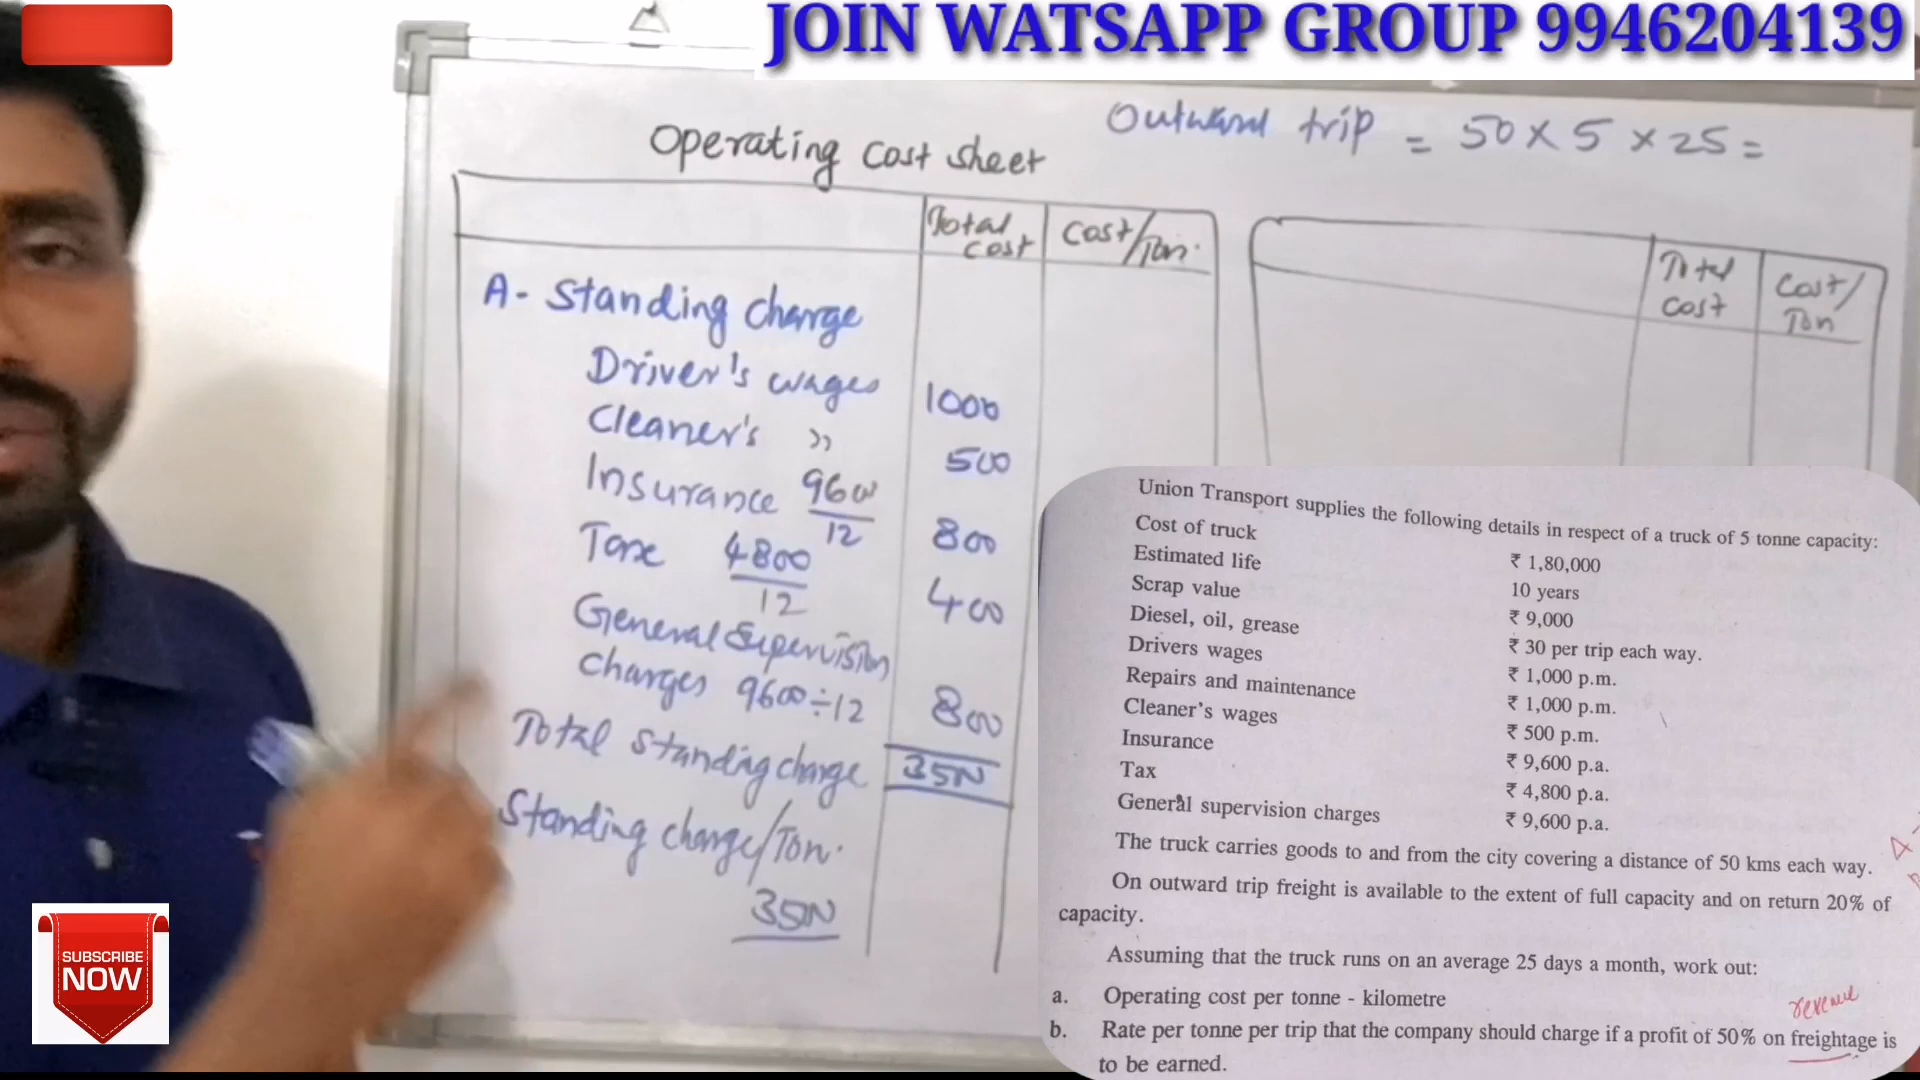 JOIN WATSAPP GROUP 9946204139
Outward trip = 50 × 5 × 25 =
Operating Cost Sheet
Total cost
Cost/Ton.
A - Standing charge
Driver's wages 1000
Cleaner's " 500
Insurance 9600/12 800
Tax 4800/12 400
General Supervision
charges 9600 ÷ 12 800
Total standing charge 3500
Standing charge/Ton.
3500
Total cost
Cost/Ton
Union Transport supplies the following details in respect of a truck of 5 tonne capacity:
Cost of truck ₹ 1,80,000
Estimated life 10 years
Scrap value ₹ 9,000
Diesel, oil, grease ₹ 30 per trip each way.
Drivers wages ₹ 1,000 p.m.
Repairs and maintenance ₹ 1,000 p.m.
Cleaner's wages ₹ 500 p.m.
Insurance ₹ 9,600 p.a.
Tax ₹ 4,800 p.a.
General supervision charges ₹ 9,600 p.a.
The truck carries goods to and from the city covering a distance of 50 kms each way.
On outward trip freight is available to the extent of full capacity and on return 20% of
capacity.
Assuming that the truck runs on an average 25 days a month, work out:
a. Operating cost per tonne - kilometre
revenue
b. Rate per tonne per trip that the company should charge if a profit of 50% on freightage is
to be earned.
SUBSCRIBE
NOW